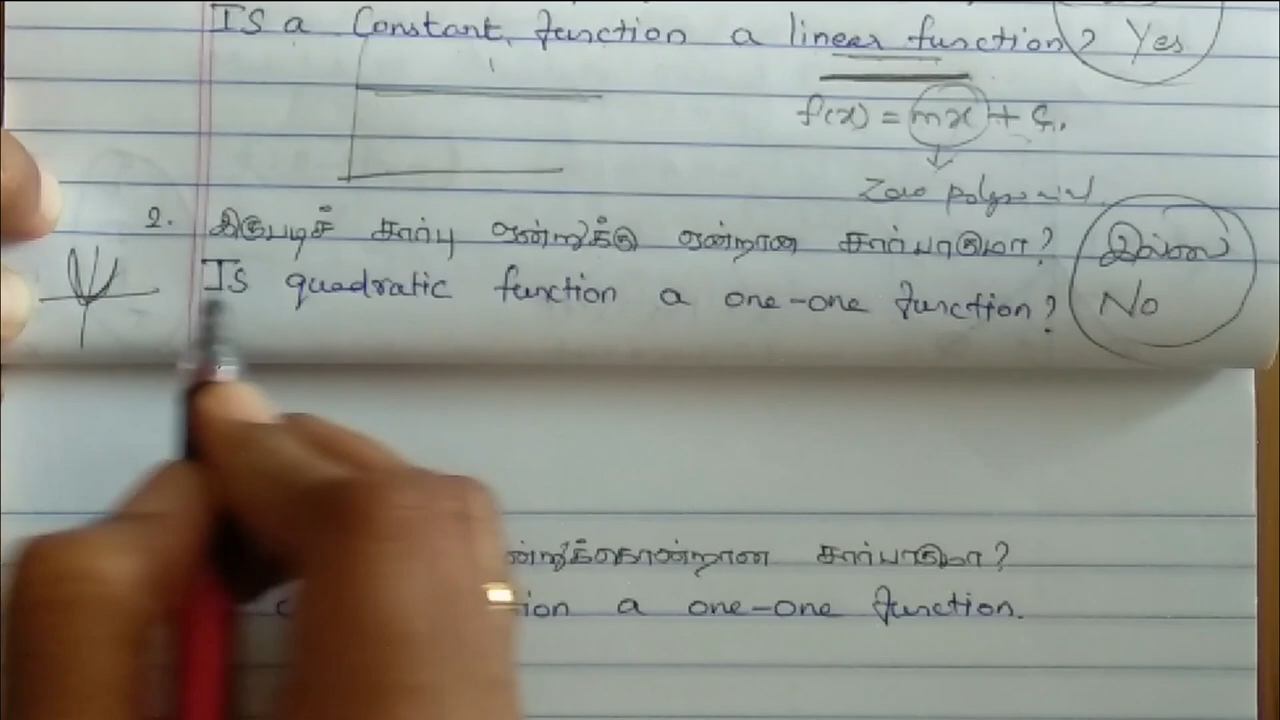 Is a Constant function a linear function? Yes
f(x) = mx + c,
Zero polynomial
2. இருபடிச் சார்பு ஒன்றுக்கு ஒன்றான சார்பாகுமா? இல்லை
Is quadratic function a one-one function? No
ன்றுக்கொன்றான சார்பாகுமா?
ion a one-one function.